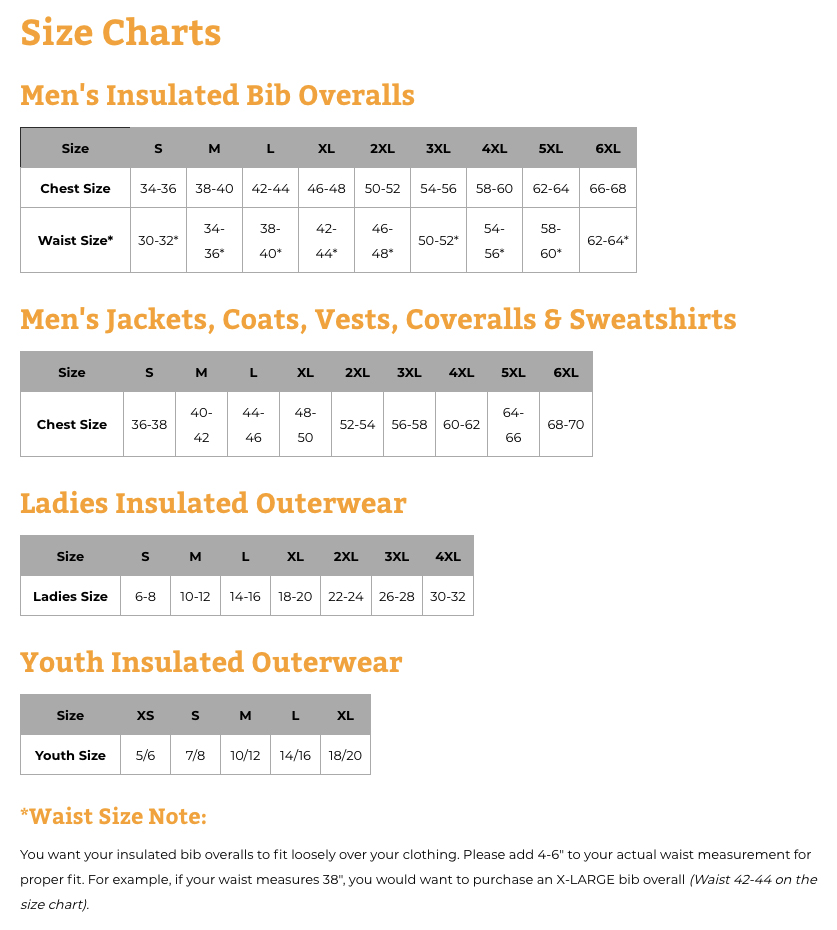 Size Charts
Men's Insulated Bib Overalls
Size S M L XL 2XL 3XL 4XL 5XL 6XL
Chest Size 34-36 38-40 42-44 46-48 50-52 54-56 58-60 62-64 66-68
Waist Size* 30-32* 34-36* 38-40* 42-44* 46-48* 50-52* 54-56* 58-60* 62-64*
Men's Jackets, Coats, Vests, Coveralls & Sweatshirts
Size S M L XL 2XL 3XL 4XL 5XL 6XL
Chest Size 36-38 40-42 44-46 48-50 52-54 56-58 60-62 64-66 68-70
Ladies Insulated Outerwear
Size S M L XL 2XL 3XL 4XL
Ladies Size 6-8 10-12 14-16 18-20 22-24 26-28 30-32
Youth Insulated Outerwear
Size XS S M L XL
Youth Size 5/6 7/8 10/12 14/16 18/20
*Waist Size Note:
You want your insulated bib overalls to fit loosely over your clothing. Please add 4-6" to your actual waist measurement for
proper fit. For example, if your waist measures 38", you would want to purchase an X-LARGE bib overall (Waist 42-44 on the
size chart).